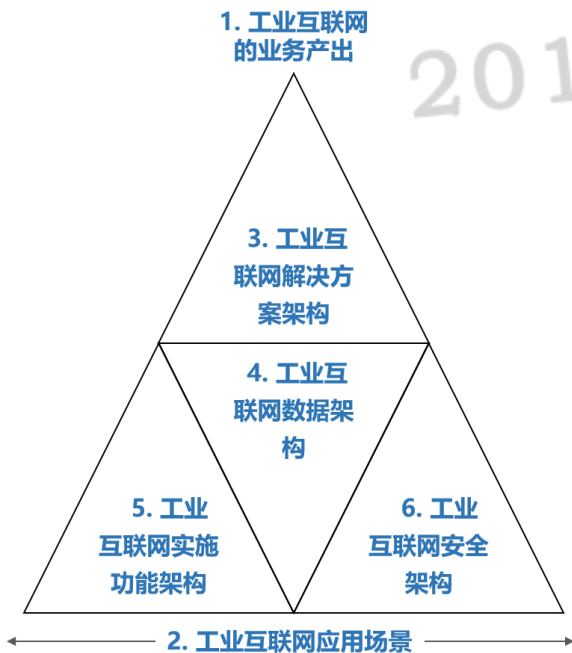 1. 工业互联网
的业务产出
201
3. 工业互
联网解决方
案架构
4. 工业互
联网数据架
构
5. 工业
互联网实施
功能架构
6. 工业
互联网安全
架构
2. 工业互联网应用场景